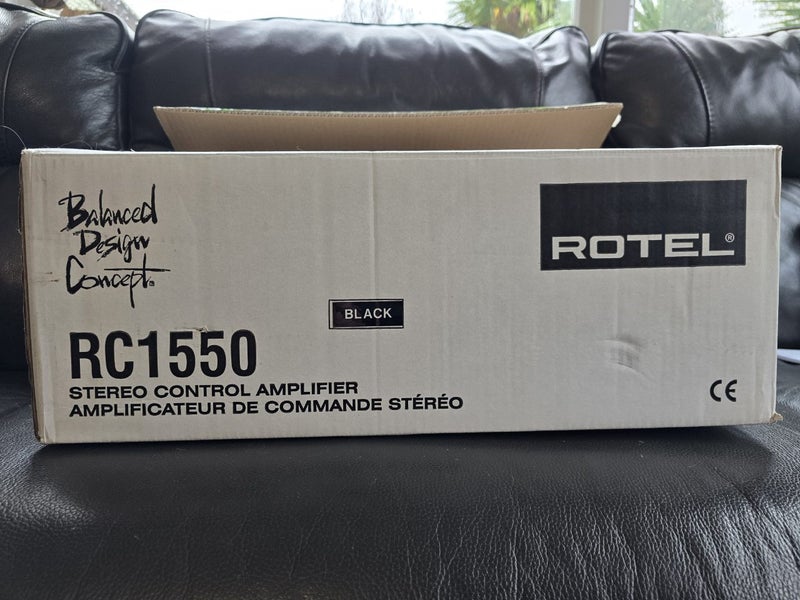 Balanced
Design
Concept.
ROTEL®
BLACK
RC1550
STEREO CONTROL AMPLIFIER
AMPLIFICATEUR DE COMMANDE STÉRÉO
CE